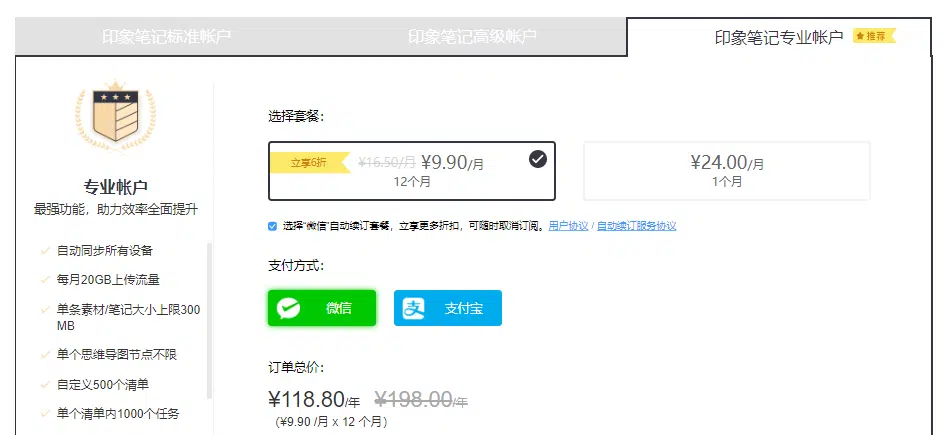 印象笔记标准帐户
印象笔记高级帐户
印象笔记专业帐户 推荐
专业帐户
最强功能，助力效率全面提升
自动同步所有设备
每月20GB上传流量
单条素材/笔记大小上限300
MB
单个思维导图节点不限
自定义500个清单
单个清单内1000个任务
选择套餐：
立享6折 ¥16.50/月 ¥9.90/月
12个月
¥24.00/月
1个月
选择“微信”自动续订套餐，立享更多折扣，可随时取消订阅。用户协议 / 自动续订服务协议
支付方式：
微信
支 支付宝
订单总价：
¥118.80/年 ¥198.00/年
（¥9.90 /月 x 12 个月）